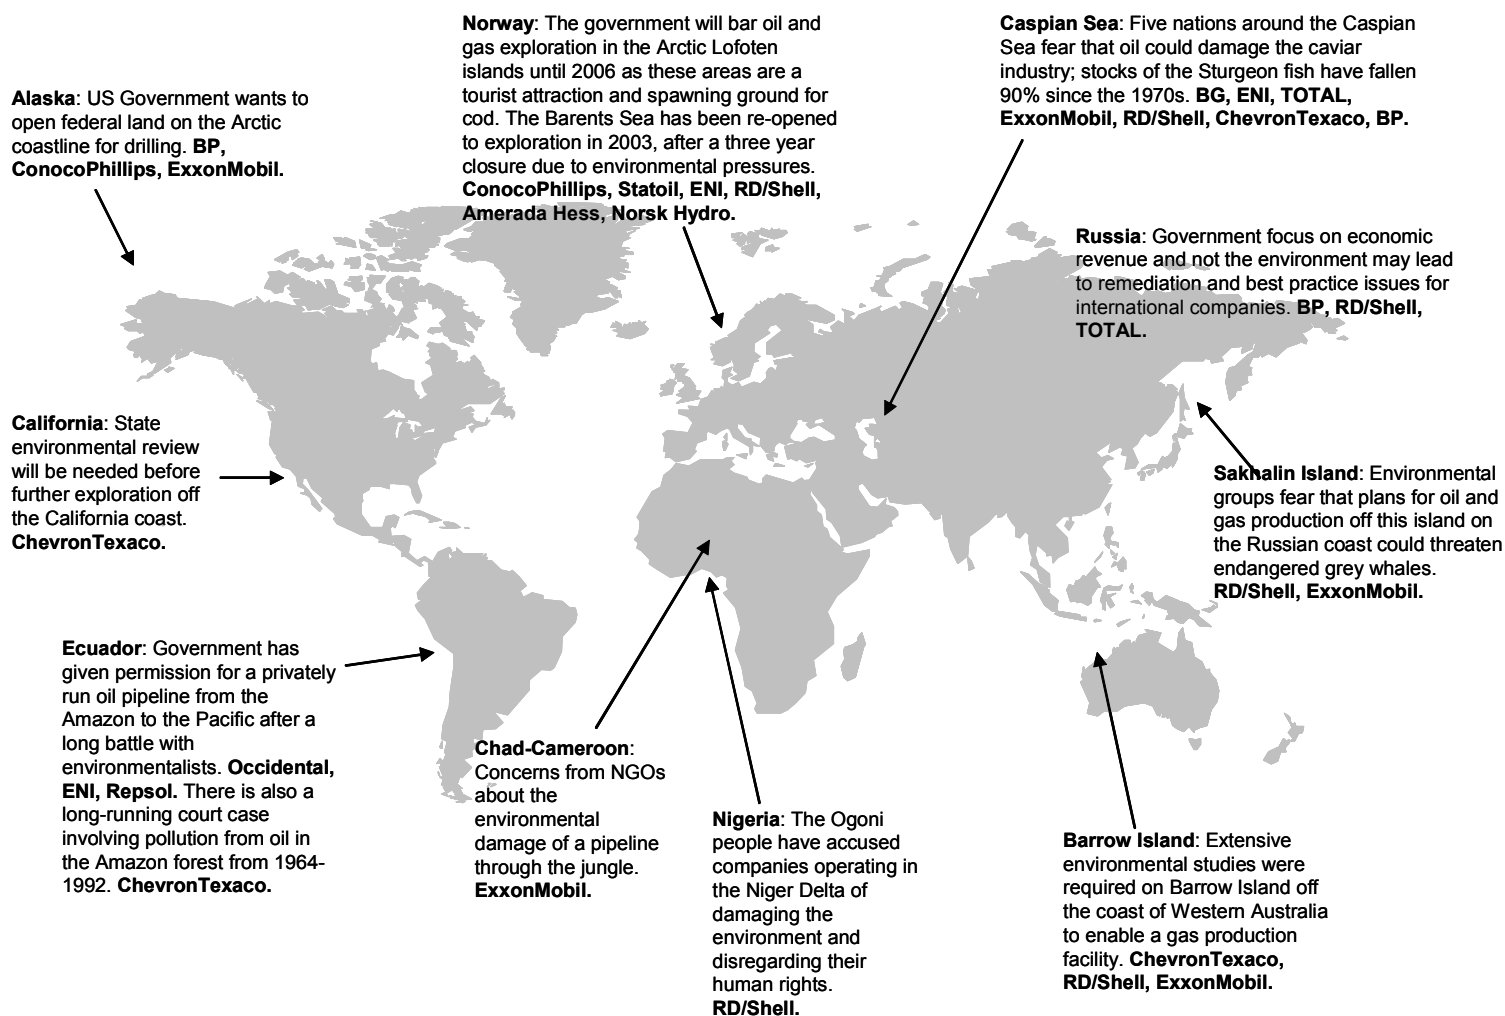 Norway: The government will bar oil and
gas exploration in the Arctic Lofoten
islands until 2006 as these areas are a
tourist attraction and spawning ground for
cod. The Barents Sea has been re-opened
to exploration in 2003, after a three year
closure due to environmental pressures.
ConocoPhillips, Statoil, ENI, RD/Shell,
Amerada Hess, Norsk Hydro.
Caspian Sea: Five nations around the Caspian
Sea fear that oil could damage the caviar
industry; stocks of the Sturgeon fish have fallen
90% since the 1970s. BG, ENI, TOTAL,
ExxonMobil, RD/Shell, ChevronTexaco, BP.
Alaska: US Government wants to
open federal land on the Arctic
coastline for drilling. BP,
ConocoPhillips, ExxonMobil.
Russia: Government focus on economic
revenue and not the environment may lead
to remediation and best practice issues for
international companies. BP, RD/Shell,
TOTAL.
California: State
environmental review
will be needed before
further exploration off
the California coast.
ChevronTexaco.
Sakhalin Island: Environmental
groups fear that plans for oil and
gas production off this island on
the Russian coast could threaten
endangered grey whales.
RD/Shell, ExxonMobil.
Ecuador: Government has
given permission for a privately
run oil pipeline from the
Amazon to the Pacific after a
long battle with
environmentalists. Occidental,
ENI, Repsol. There is also a
long-running court case
involving pollution from oil in
the Amazon forest from 1964-
1992. ChevronTexaco.
Chad-Cameroon:
Concerns from NGOs
about the
environmental
damage of a pipeline
through the jungle.
ExxonMobil.
Nigeria: The Ogoni
people have accused
companies operating in
the Niger Delta of
damaging the
environment and
disregarding their
human rights.
RD/Shell.
Barrow Island: Extensive
environmental studies were
required on Barrow Island off
the coast of Western Australia
to enable a gas production
facility. ChevronTexaco,
RD/Shell, ExxonMobil.